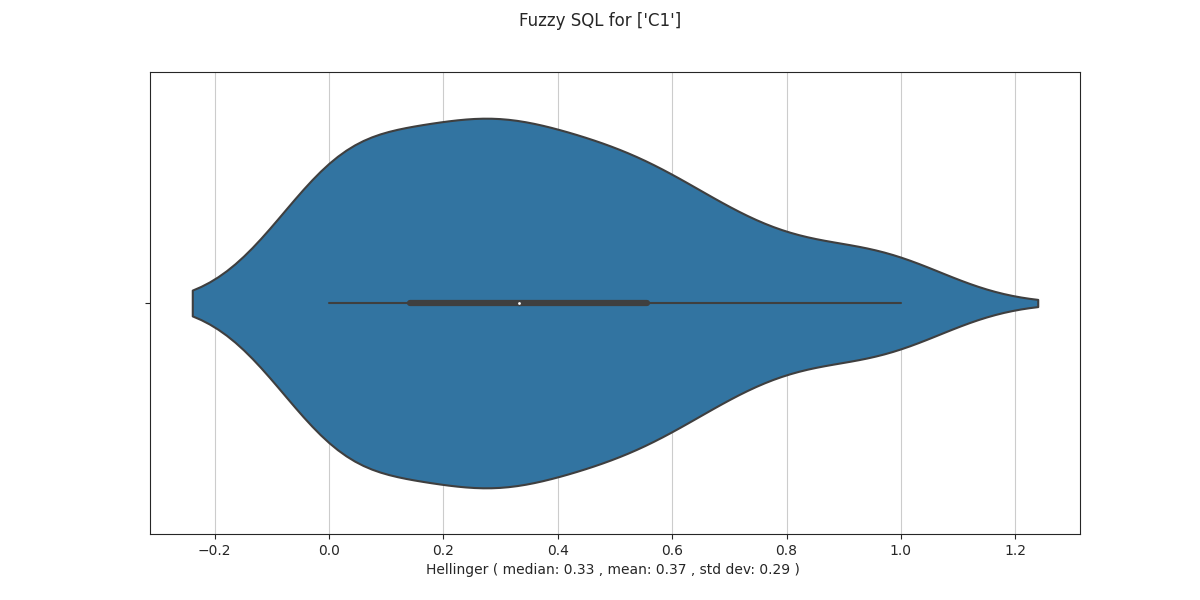 Fuzzy SQL for ['C1']
−0.2 0.0 0.2 0.4 0.6 0.8 1.0 1.2
Hellinger ( median: 0.33 , mean: 0.37 , std dev: 0.29 )